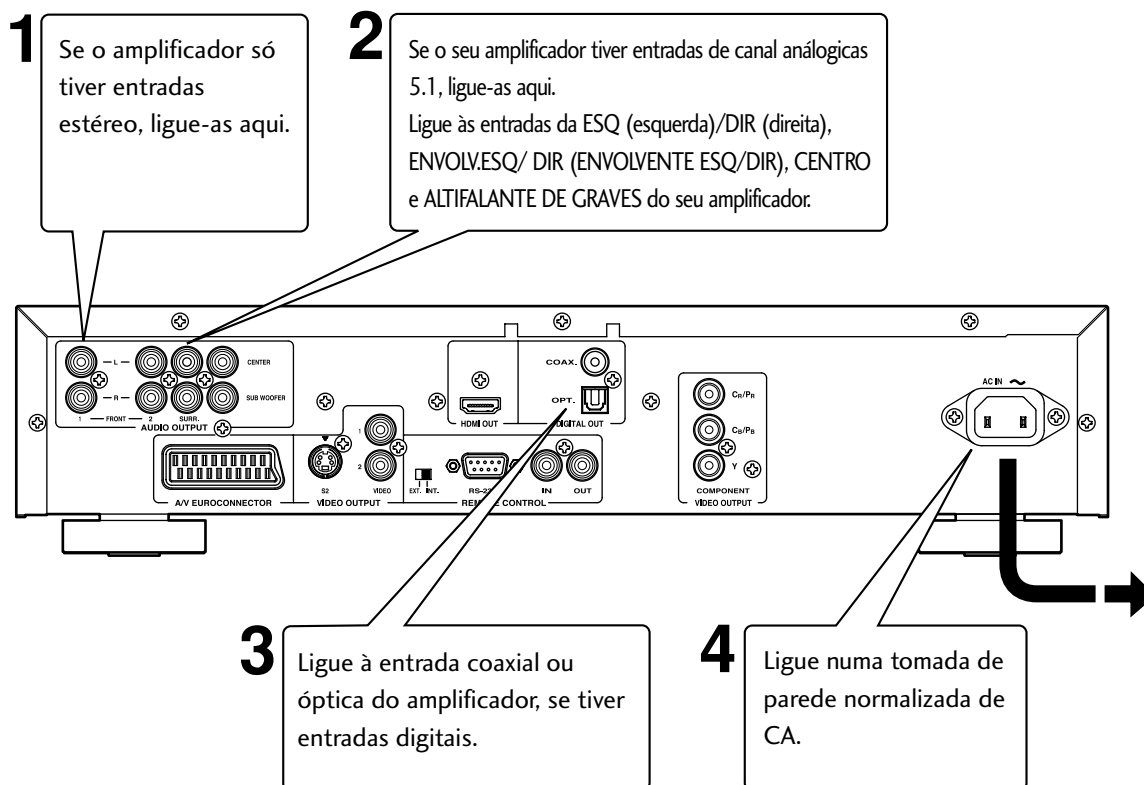 1
Se o amplificador só
tiver entradas
estéreo, ligue-as aqui.
2
Se o seu amplificador tiver entradas de canal análogicas
5.1, ligue-as aqui.
Ligue às entradas da ESQ (esquerda)/DIR (direita),
ENVOLV.ESQ/ DIR (ENVOLVENTE ESQ/DIR), CENTRO
e ALTIFALANTE DE GRAVES do seu amplificador.
L
CENTER
R
SUB WOOFER
1 FRONT 2 SURR.
AUDIO OUTPUT
HDMI OUT
COAX.
OPT.
DIGITAL OUT
CR/PR
CB/PB
Y
COMPONENT
VIDEO OUTPUT
AC IN
A/V EUROCONNECTOR
S2
1
2
VIDEO
VIDEO OUTPUT
EXT. INT.
IN
OUT
3
Ligue à entrada coaxial ou
óptica do amplificador, se tiver
entradas digitais.
4
Ligue numa tomada de
parede normalizada de
CA.